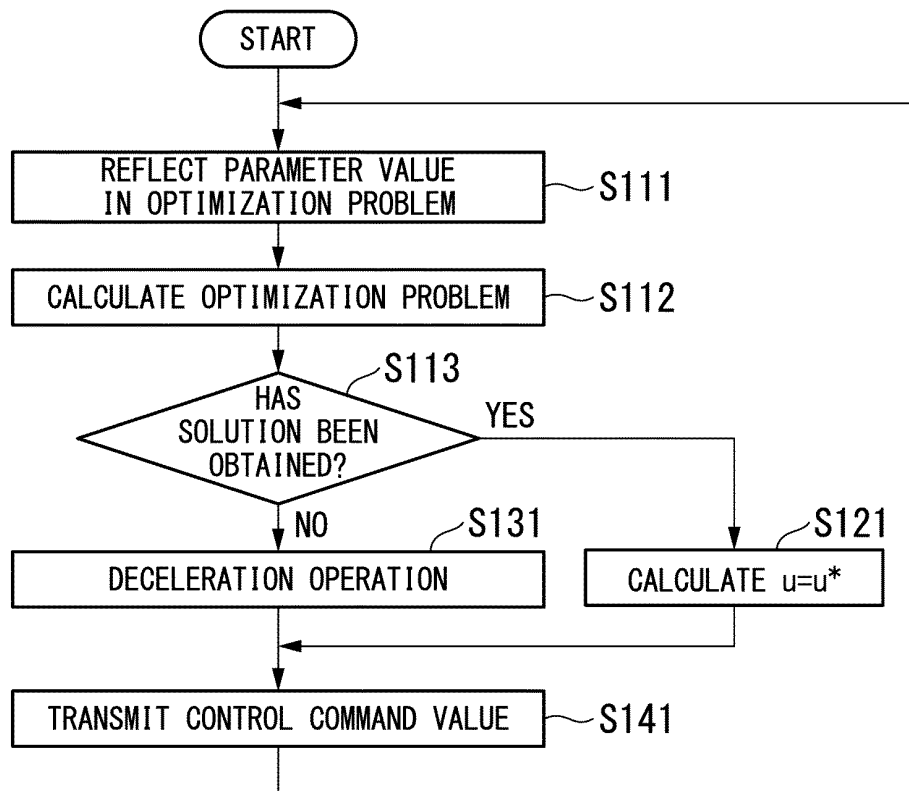 START
REFLECT PARAMETER VALUE
IN OPTIMIZATION PROBLEM
S111
CALCULATE OPTIMIZATION PROBLEM
S112
S113
HAS
SOLUTION BEEN
OBTAINED?
YES
NO
S131
DECELERATION OPERATION
S121
CALCULATE u=u*
TRANSMIT CONTROL COMMAND VALUE
S141